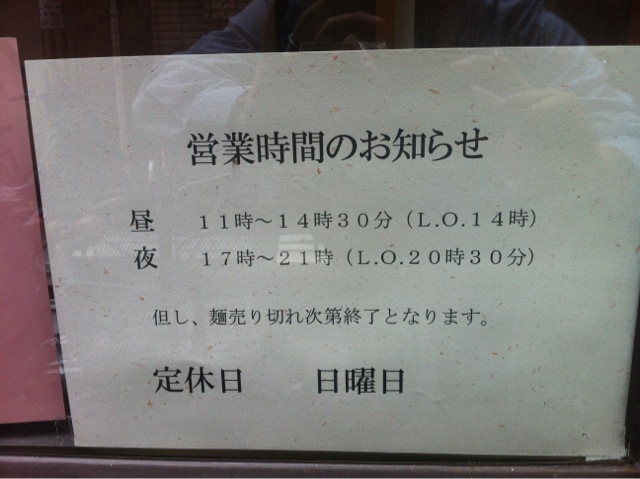 営業時間のお知らせ
昼　１１時～１４時３０分（L.O.１４時）
夜　１７時～２１時（L.O.２０時３０分）
但し、麺売り切れ次第終了となります。
定休日　日曜日